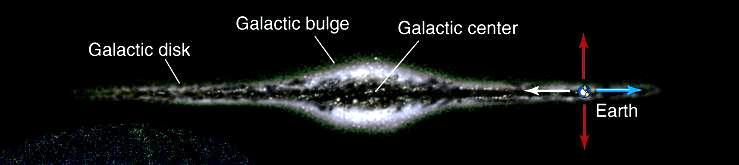 Galactic bulge
Galactic center
Galactic disk
Earth